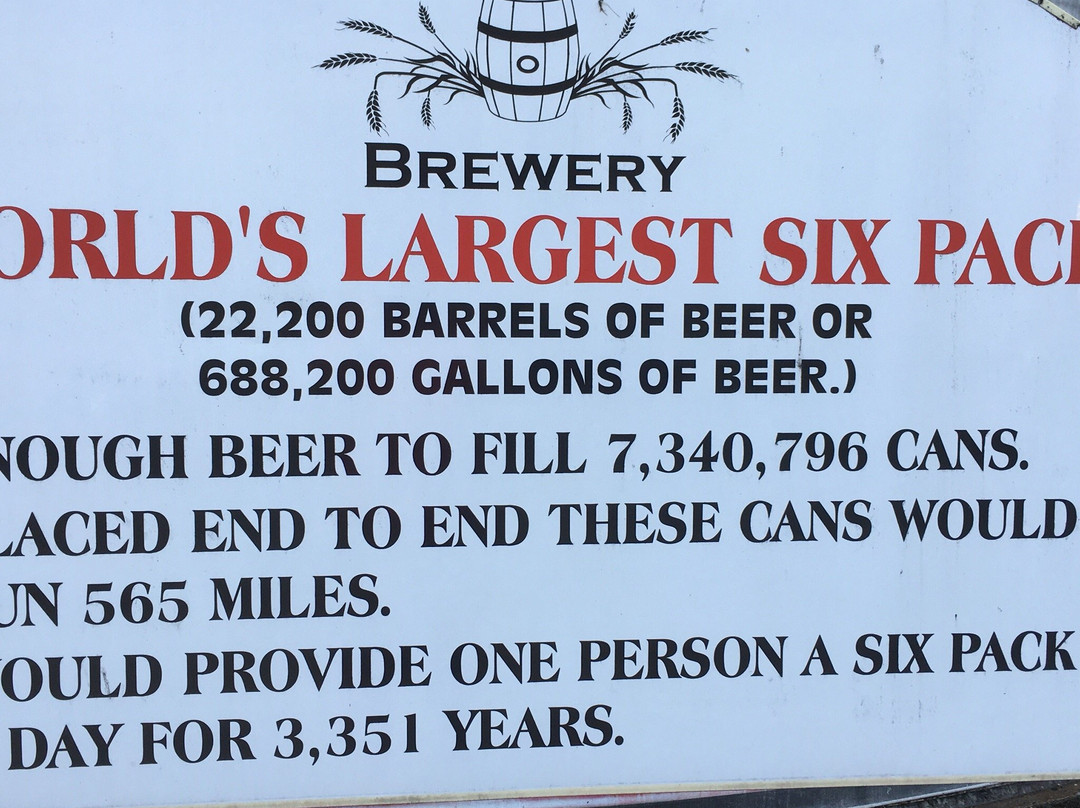 BREWERY
ORLD'S LARGEST SIX PAC
(22,200 BARRELS OF BEER OR
688,200 GALLONS OF BEER.)
NOUGH BEER TO FILL 7,340,796 CANS.
LACED END TO END THESE CANS WOULD
UN 565 MILES.
OULD PROVIDE ONE PERSON A SIX PACK
DAY FOR 3,351 YEARS.